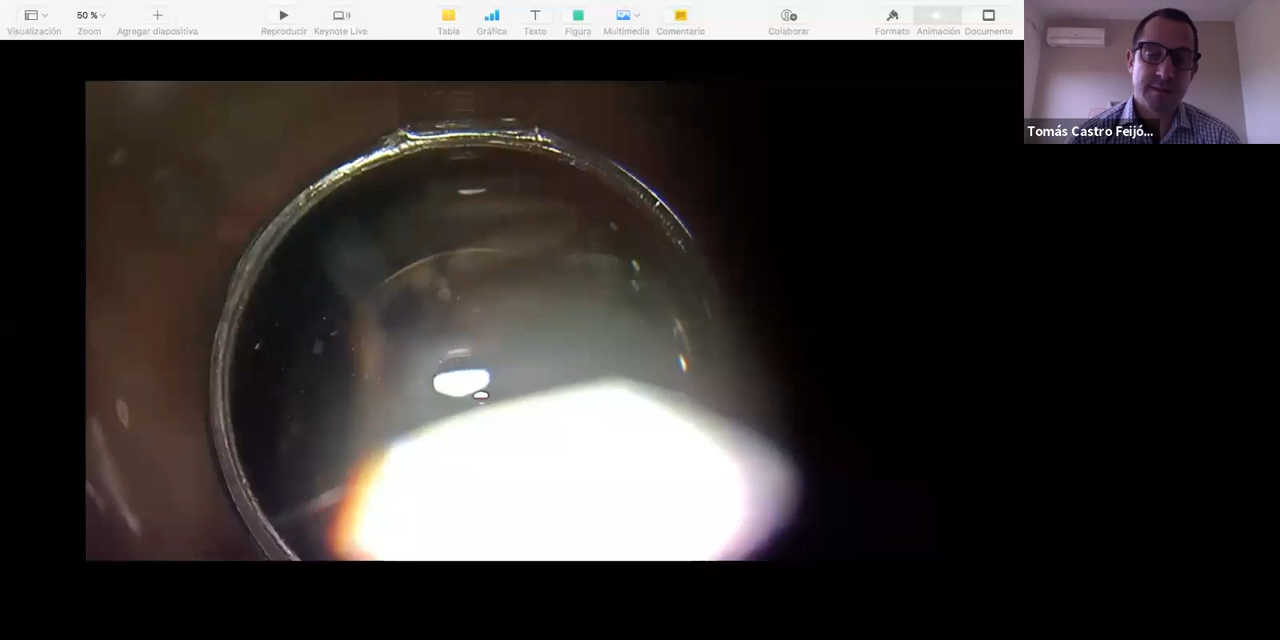 50 %
Visualización Zoom Agregar diapositiva Reproducir Keynote Live Tabla Gráfica Texto Figura Multimedia Comentario Colaborar Formato Animación Documento
Tomás Castro Feijó...